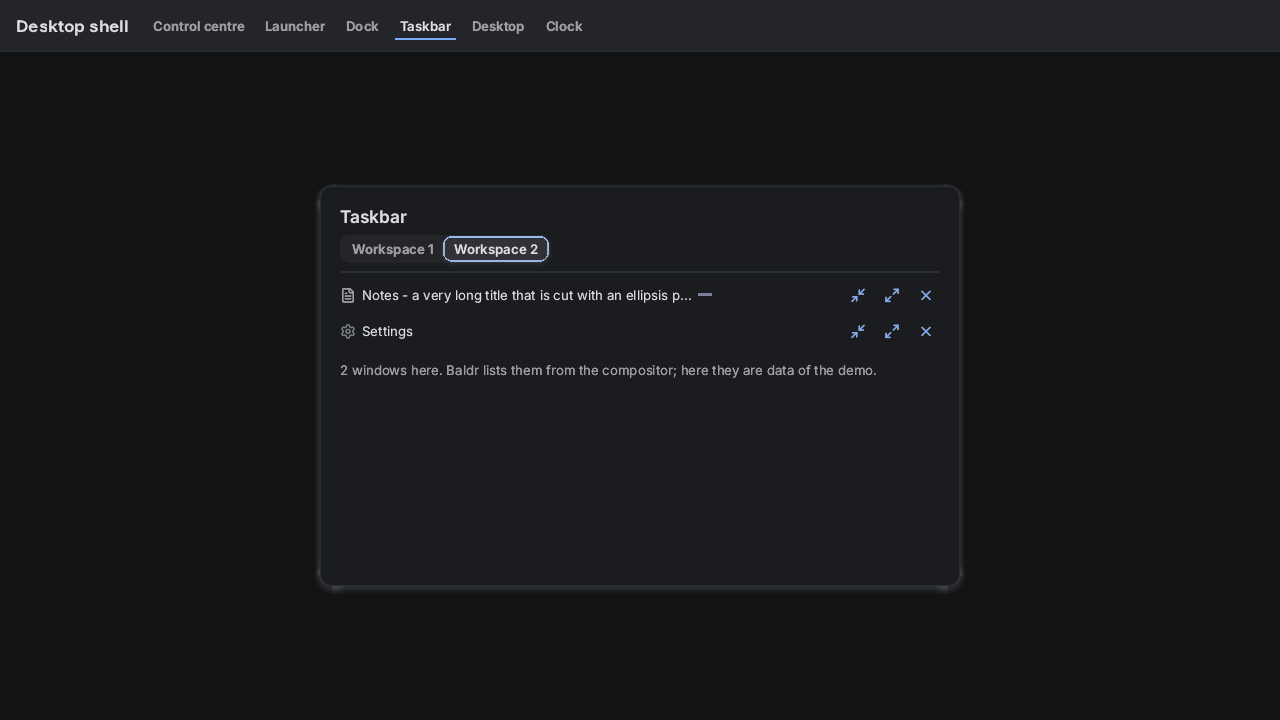 Desktop shell Control centre Launcher Dock Taskbar Desktop Clock
Taskbar
Workspace 1 Workspace 2
Notes - a very long title that is cut with an ellipsis p...
Settings
2 windows here. Baldr lists them from the compositor; here they are data of the demo.